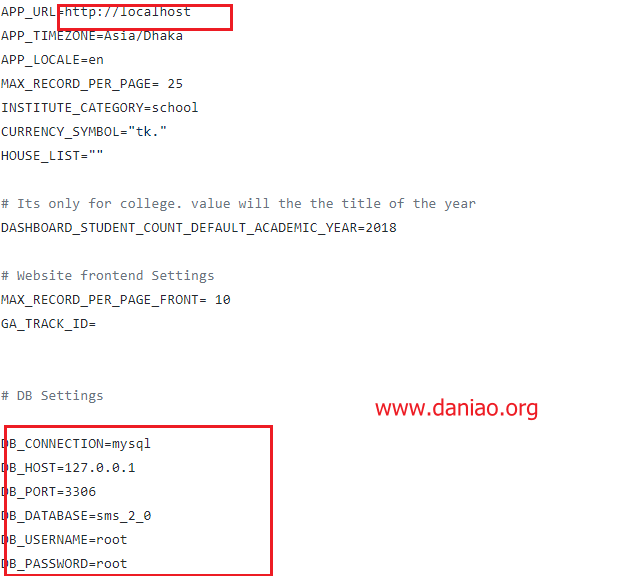 APP_URL=http://localhost
APP_TIMEZONE=Asia/Dhaka
APP_LOCALE=en
MAX_RECORD_PER_PAGE= 25
INSTITUTE_CATEGORY=school
CURRENCY_SYMBOL="tk."
HOUSE_LIST=""
# Its only for college. value will the the title of the year
DASHBOARD_STUDENT_COUNT_DEFAULT_ACADEMIC_YEAR=2018
# Website frontend Settings
MAX_RECORD_PER_PAGE_FRONT= 10
GA_TRACK_ID=
# DB Settings
www.daniao.org
DB_CONNECTION=mysql
DB_HOST=127.0.0.1
DB_PORT=3306
DB_DATABASE=sms_2_0
DB_USERNAME=root
DB_PASSWORD=root